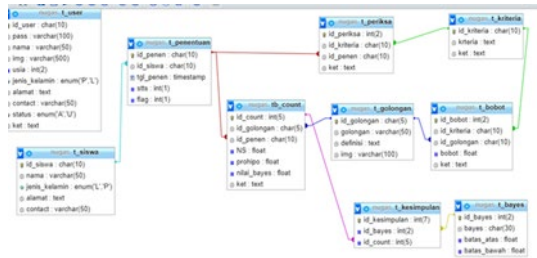 t_user
id_user : char(10)
pass : varchar(100)
nama : varchar(50)
img : varchar(500)
usia : int(2)
jenis_kelamin : enum('P','L')
alamat : text
contact : varchar(50)
status : enum('A','U')
ket : text
t_siswa
id_siswa : char(10)
nama : varchar(50)
jenis_kelamin : enum('L','P')
alamat : text
contact : varchar(50)
t_penentuan
id_penen : char(10)
id_siswa : char(10)
tgl_penen : timestamp
stts : int(1)
flag : int(1)
tb_count
id_count : int(5)
id_golongan : char(5)
id_penen : char(10)
NS : float
prohipo : float
nilai_bayes : float
ket : text
t_periksa
id_periksa : int(2)
id_kriteria : char(10)
id_penen : char(10)
ket : text
t_golongan
id_golongan : char(5)
golongan : varchar(50)
definisi : text
img : varchar(100)
t_kriteria
id_kriteria : char(10)
kriteria : text
ket : text
t_bobot
id_bobot : int(2)
id_kriteria : char(10)
id_golongan : char(5)
bobot : float
ket : text
t_kesimpulan
id_kesimpulan : int(7)
id_bayes : int(2)
id_count : int(5)
t_bayes
id_bayes : int(2)
bayes : char(30)
batas_atas : float
batas_bawah : float